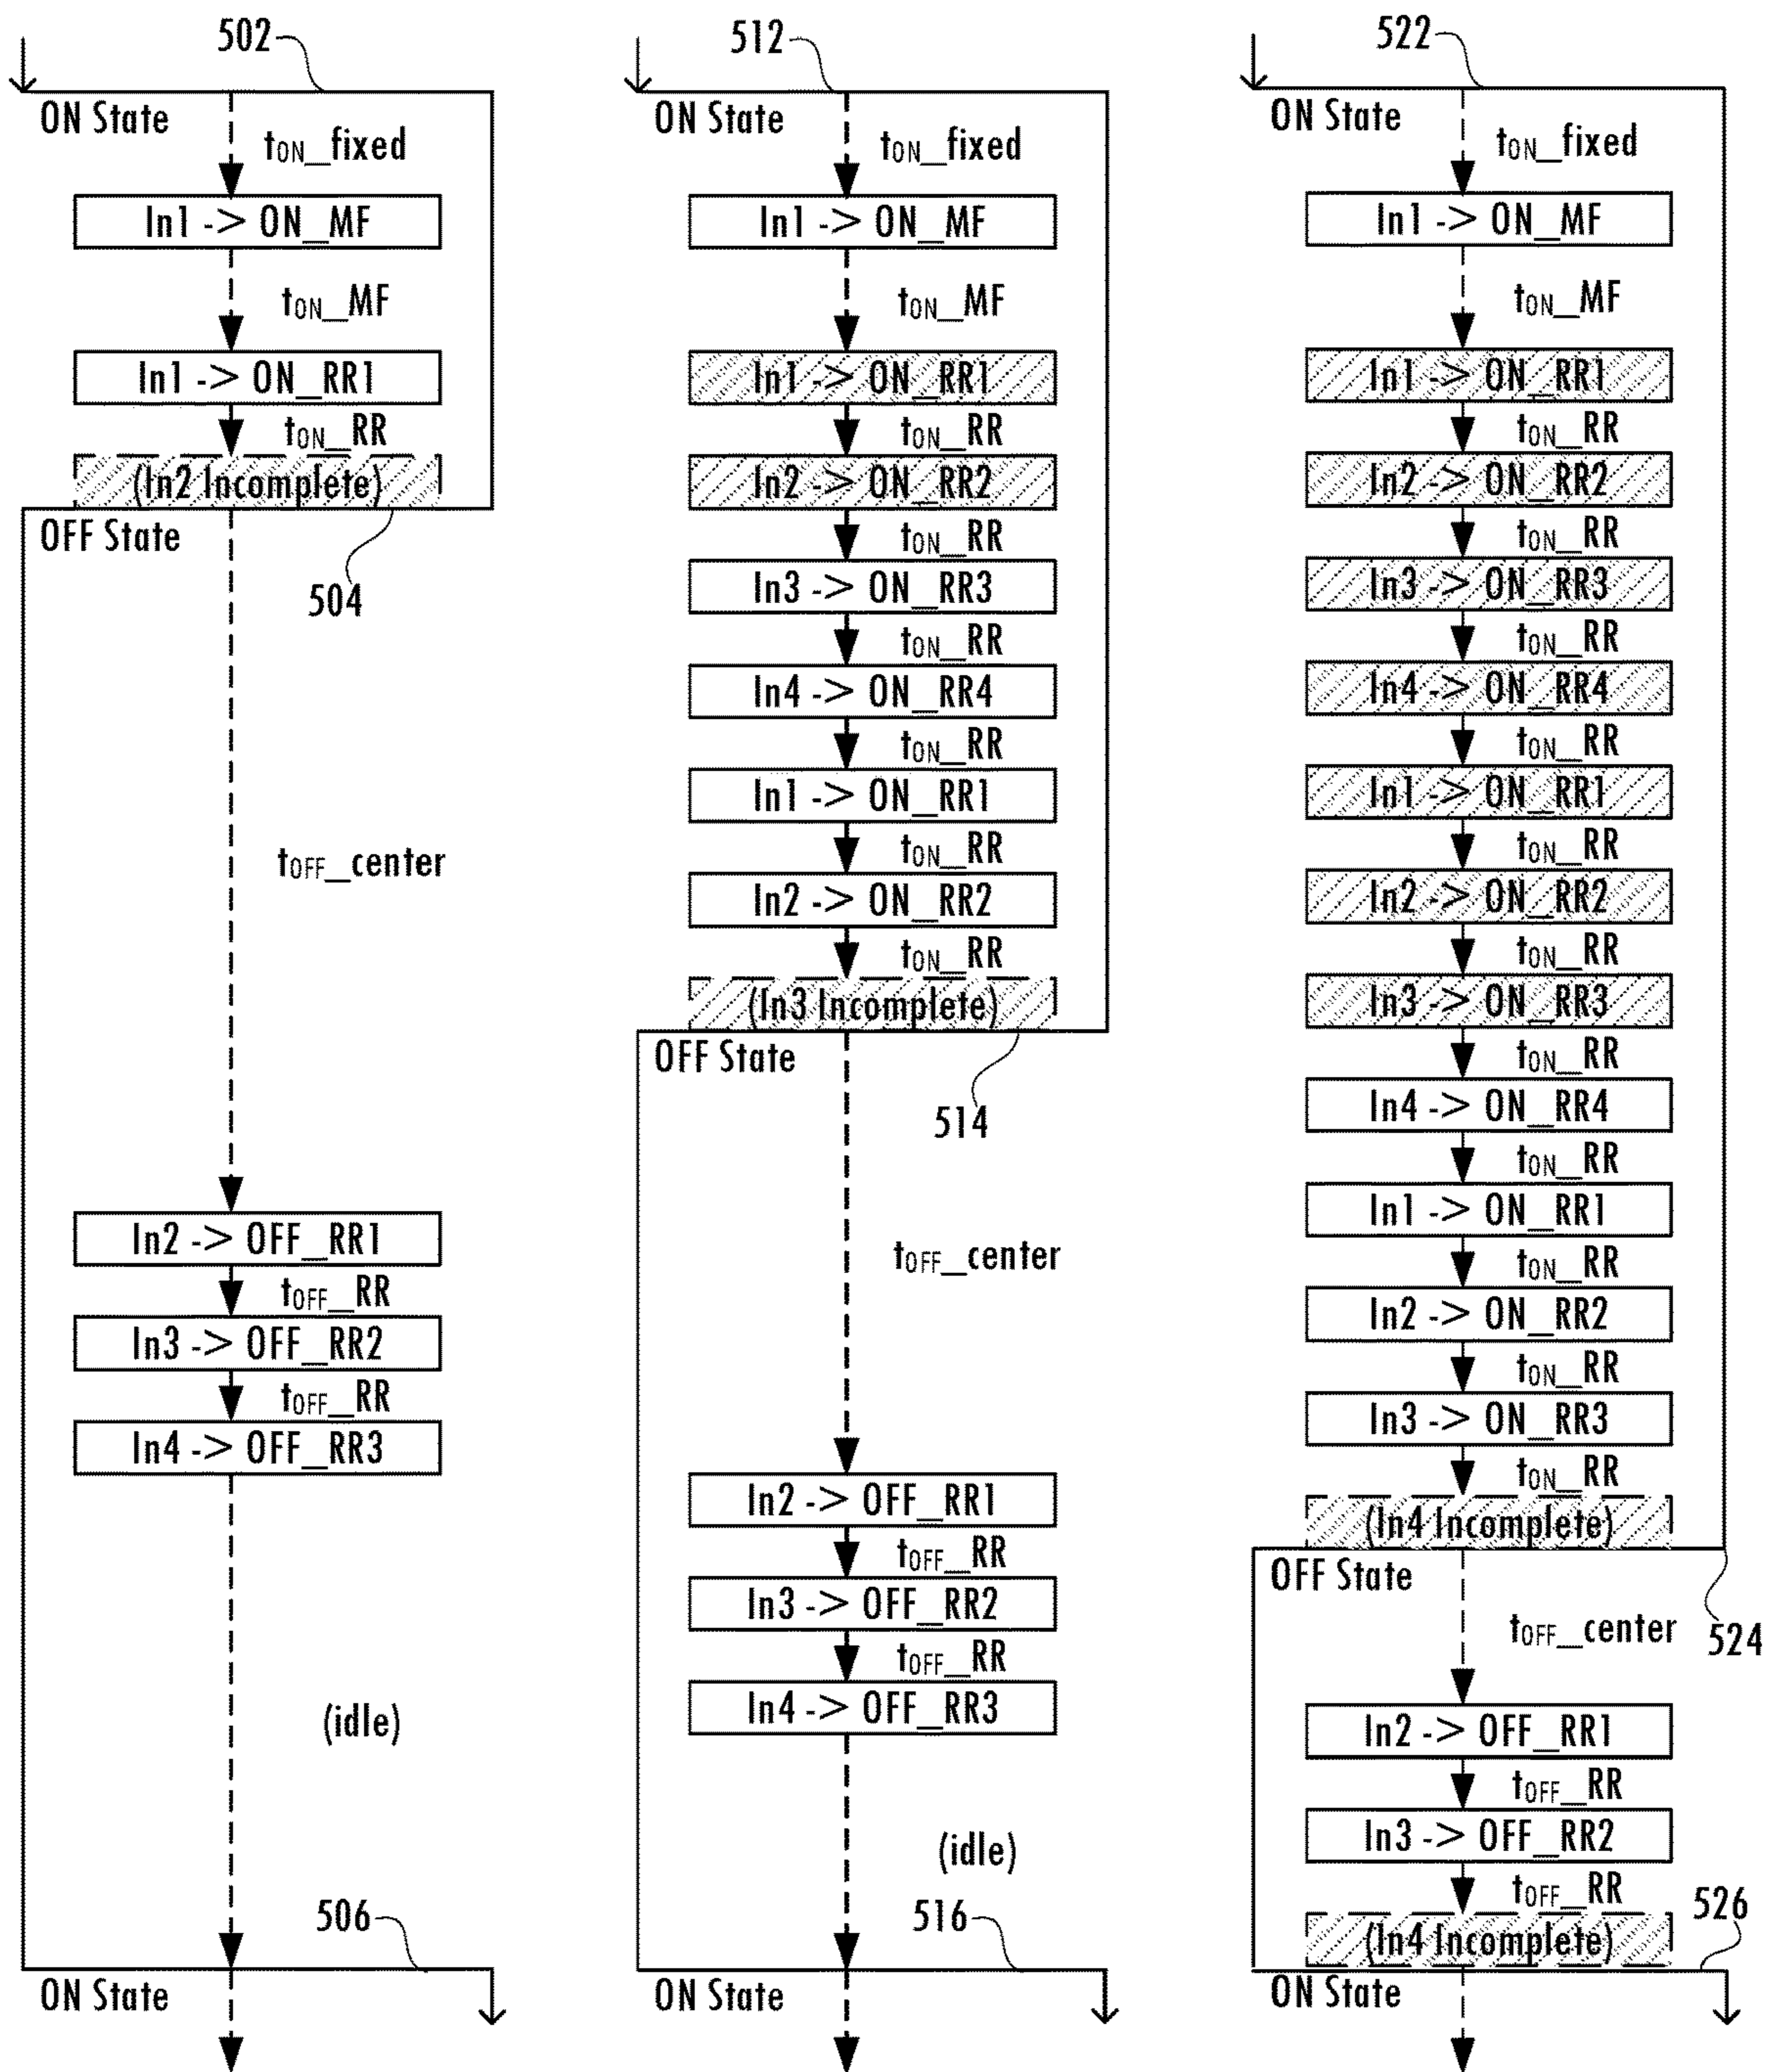 502
ON State
tON_fixed
In1 -> ON_MF
tON_MF
In1 -> ON_RR1
tON_RR
(In2 Incomplete)
OFF State
504
tOFF_center
In2 -> OFF_RR1
tOFF_RR
In3 -> OFF_RR2
tOFF_RR
In4 -> OFF_RR3
(idle)
506
ON State
512
ON State
tON_fixed
In1 -> ON_MF
tON_MF
In1 -> ON_RR1
tON_RR
In2 -> ON_RR2
tON_RR
In3 -> ON_RR3
tON_RR
In4 -> ON_RR4
tON_RR
In1 -> ON_RR1
tON_RR
In2 -> ON_RR2
tON_RR
(In3 Incomplete)
OFF State
514
tOFF_center
In2 -> OFF_RR1
tOFF_RR
In3 -> OFF_RR2
tOFF_RR
In4 -> OFF_RR3
(idle)
516
ON State
522
ON State
tON_fixed
In1 -> ON_MF
tON_MF
In1 -> ON_RR1
tON_RR
In2 -> ON_RR2
tON_RR
In3 -> ON_RR3
tON_RR
In4 -> ON_RR4
tON_RR
In1 -> ON_RR1
tON_RR
In2 -> ON_RR2
tON_RR
In3 -> ON_RR3
tON_RR
In4 -> ON_RR4
tON_RR
In1 -> ON_RR1
tON_RR
In2 -> ON_RR2
tON_RR
In3 -> ON_RR3
tON_RR
(In4 Incomplete)
OFF State
tOFF_center
524
In2 -> OFF_RR1
tOFF_RR
In3 -> OFF_RR2
tOFF_RR
526
(In4 Incomplete)
ON State